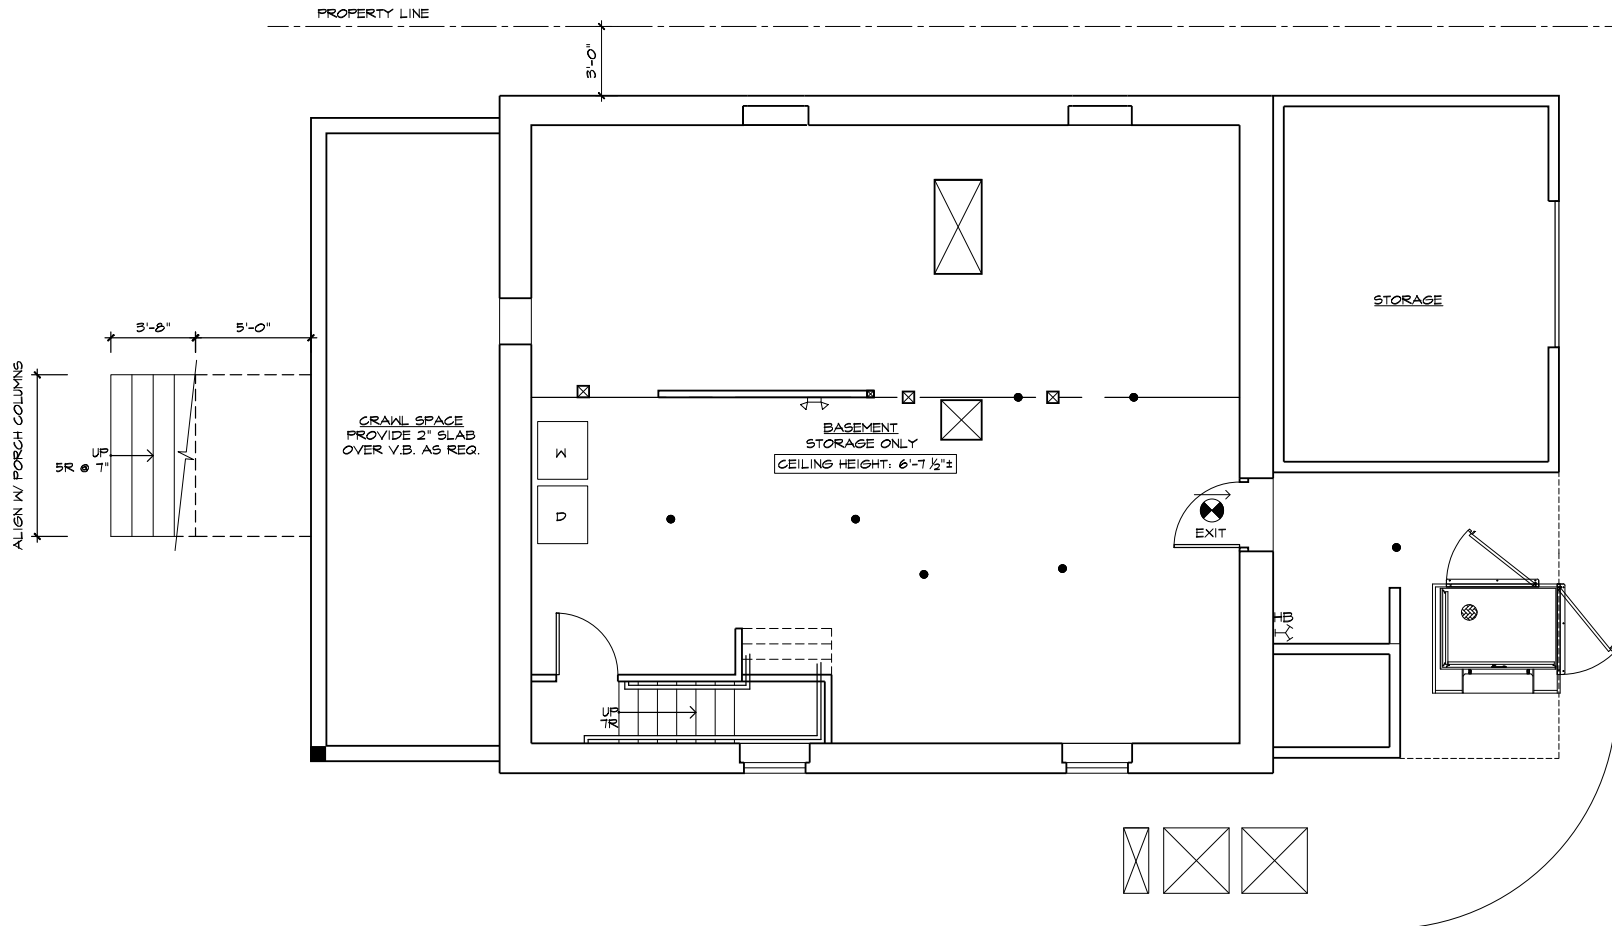 PROPERTY LINE
3'-0"
STORAGE
3'-8"
5'-0"
ALIGN W/ PORCH COLUMNS
UP
5R @ 7"
CRAWL SPACE
PROVIDE 2" SLAB
OVER V.B. AS REQ.
BASEMENT
STORAGE ONLY
CEILING HEIGHT: 6'-7 ½"±
W
D
EXIT
HB
UP
7R